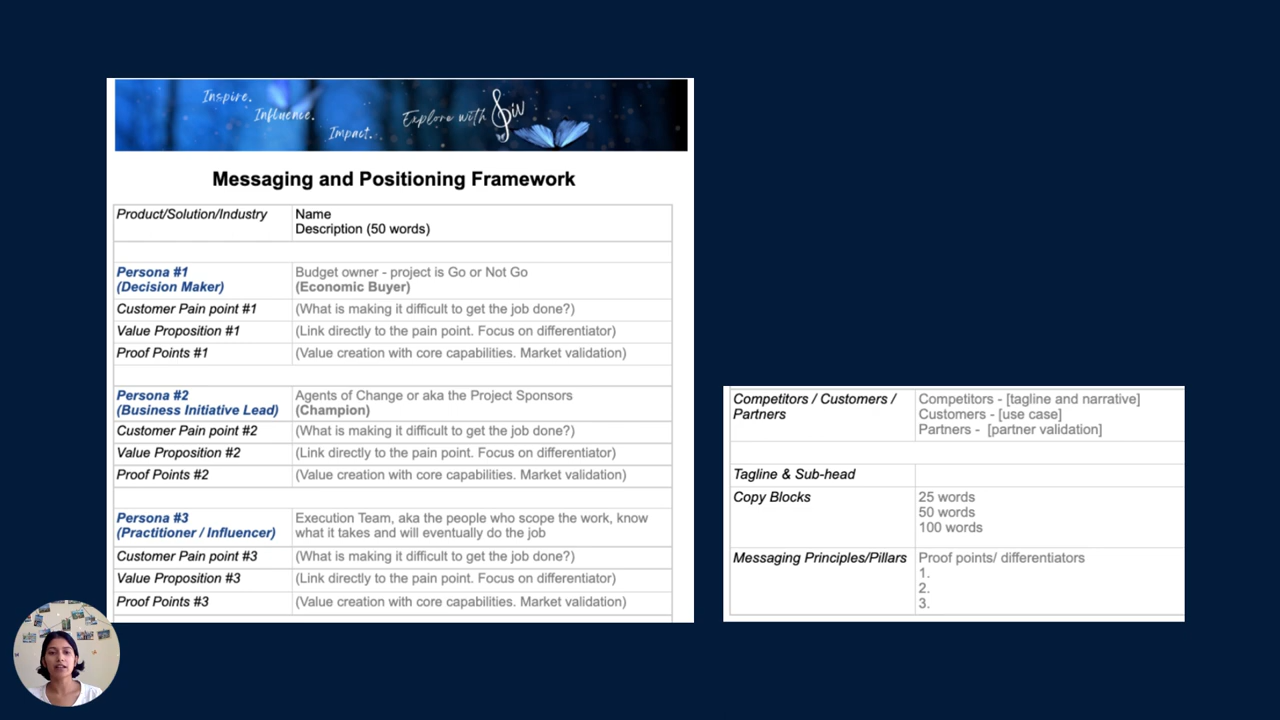 Inspire.
Influence.
Impact.
Explore with Siv
Messaging and Positioning Framework
Product/Solution/Industry
Name
Description (50 words)
Persona #1
(Decision Maker)
Budget owner - project is Go or Not Go
(Economic Buyer)
Customer Pain point #1
(What is making it difficult to get the job done?)
Value Proposition #1
(Link directly to the pain point. Focus on differentiator)
Proof Points #1
(Value creation with core capabilities. Market validation)
Persona #2
(Business Initiative Lead)
Agents of Change or aka the Project Sponsors
(Champion)
Customer Pain point #2
(What is making it difficult to get the job done?)
Value Proposition #2
(Link directly to the pain point. Focus on differentiator)
Proof Points #2
(Value creation with core capabilities. Market validation)
Persona #3
(Practitioner / Influencer)
Execution Team, aka the people who scope the work, know
what it takes and will eventually do the job
Customer Pain point #3
(What is making it difficult to get the job done?)
Value Proposition #3
(Link directly to the pain point. Focus on differentiator)
Proof Points #3
(Value creation with core capabilities. Market validation)
Competitors / Customers /
Partners
Competitors - [tagline and narrative]
Customers - [use case]
Partners - [partner validation]
Tagline & Sub-head
Copy Blocks
25 words
50 words
100 words
Messaging Principles/Pillars
Proof points/ differentiators
1.
2.
3.